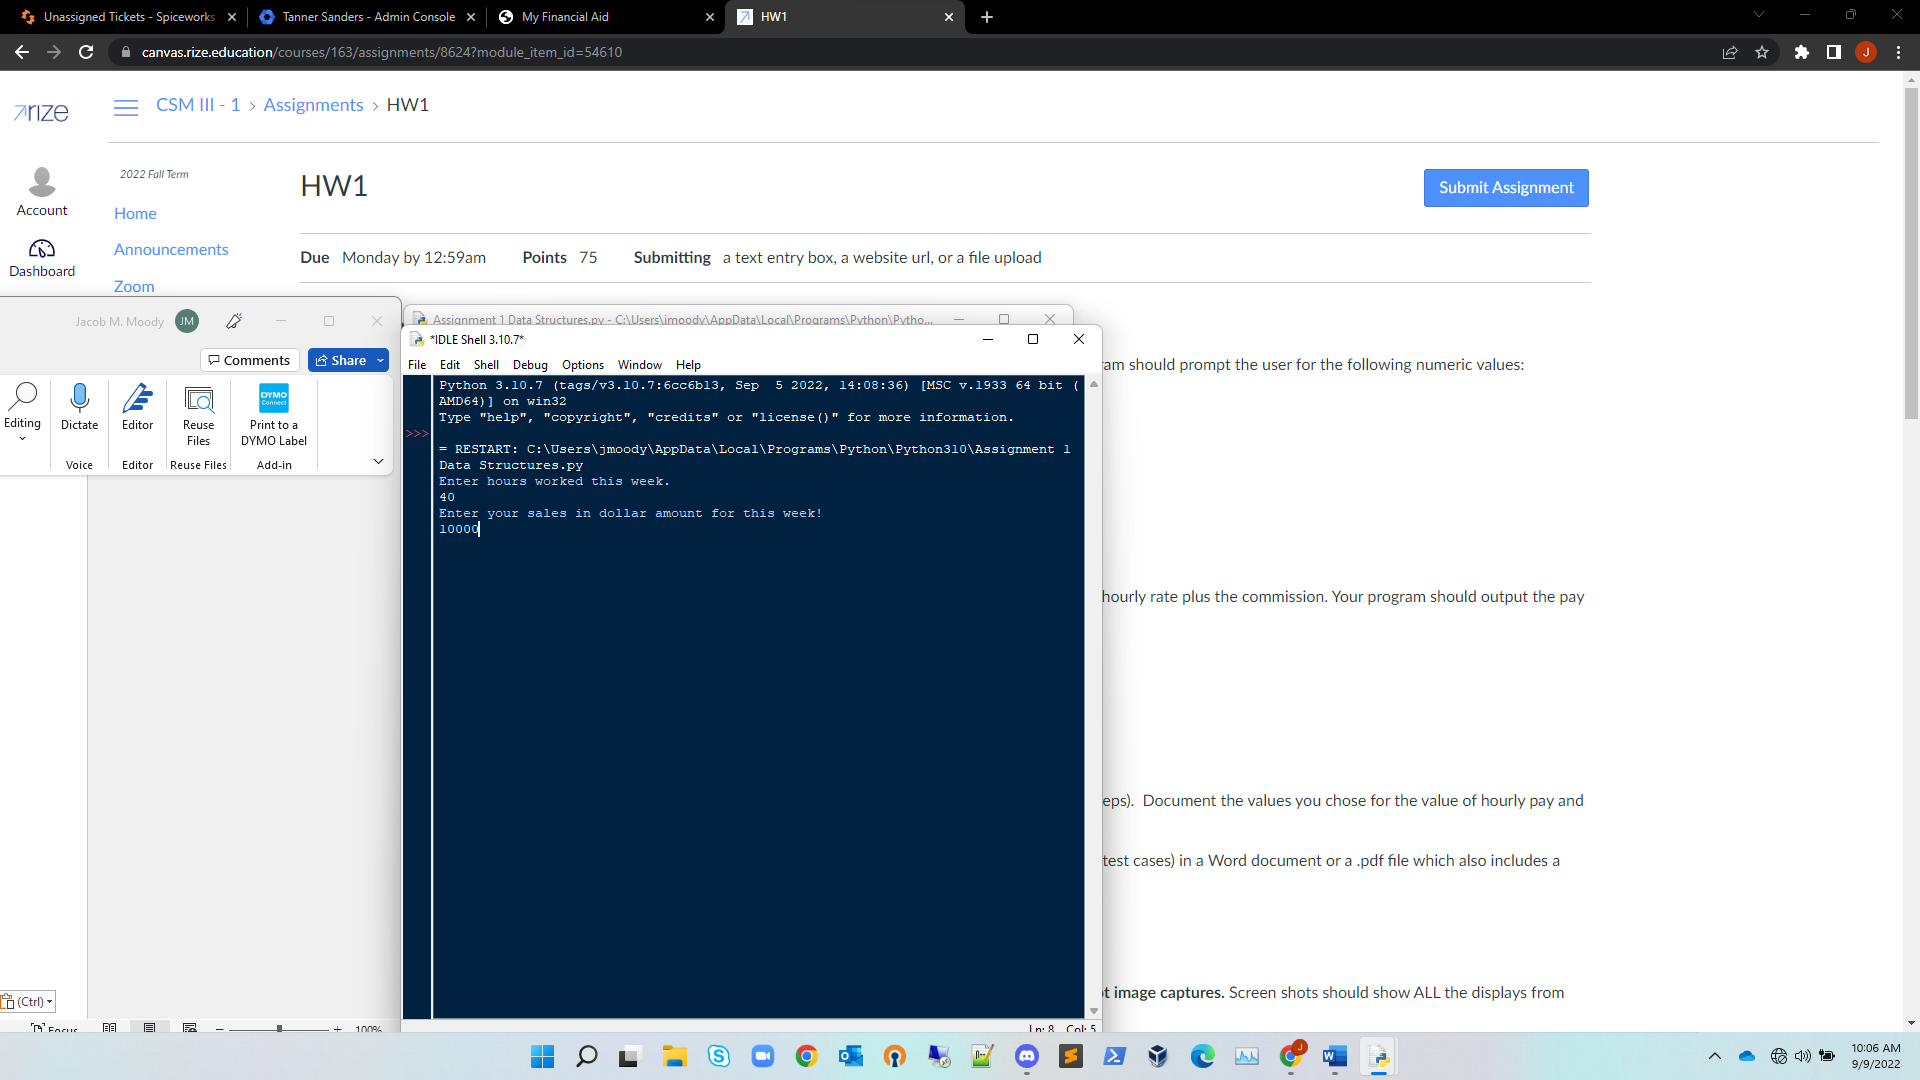 Unassigned Tickets - Spiceworks
Tanner Sanders - Admin Console
My Financial Aid
HW1
canvas.rize.education/courses/163/assignments/8624?module_item_id=54610
J
rize
CSM III - 1 > Assignments > HW1
Account
Dashboard
2022 Fall Term
Home
Announcements
Zoom
HW1
Submit Assignment
Due Monday by 12:59am Points 75 Submitting a text entry box, a website url, or a file upload
Jacob M. Moody JM
Comments
Share
Editing
Dictate
Editor
Reuse Files
DYMO Connect
Print to a DYMO Label
Voice
Editor
Reuse Files
Add-in
Assignment 1 Data Structures.py - C:\Users\jmoody\AppData\Local\Programs\Python\Pytho...
*IDLE Shell 3.10.7*
File Edit Shell Debug Options Window Help
Python 3.10.7 (tags/v3.10.7:6cc6b13, Sep  5 2022, 14:08:36) [MSC v.1933 64 bit (
AMD64)] on win32
Type "help", "copyright", "credits" or "license()" for more information.
>>>
= RESTART: C:\Users\jmoody\AppData\Local\Programs\Python\Python310\Assignment 1
Data Structures.py
Enter hours worked this week.
40
Enter your sales in dollar amount for this week!
10000
Ln: 8 Col: 5
ram should prompt the user for the following numeric values:
hourly rate plus the commission. Your program should output the pay
eps). Document the values you chose for the value of hourly pay and
test cases) in a Word document or a .pdf file which also includes a
t image captures. Screen shots should show ALL the displays from
(Ctrl)
Focus
100%
10:06 AM
9/9/2022